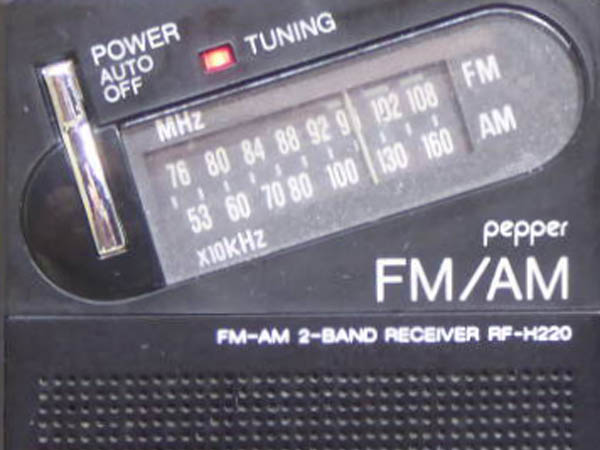 POWER
AUTO
OFF
TUNING
MHz
76 80 84 88 92 9 102 108 FM
53 60 70 80 100 130 160 AM
x10kHz
pepper
FM/AM
FM-AM 2-BAND RECEIVER RF-H220